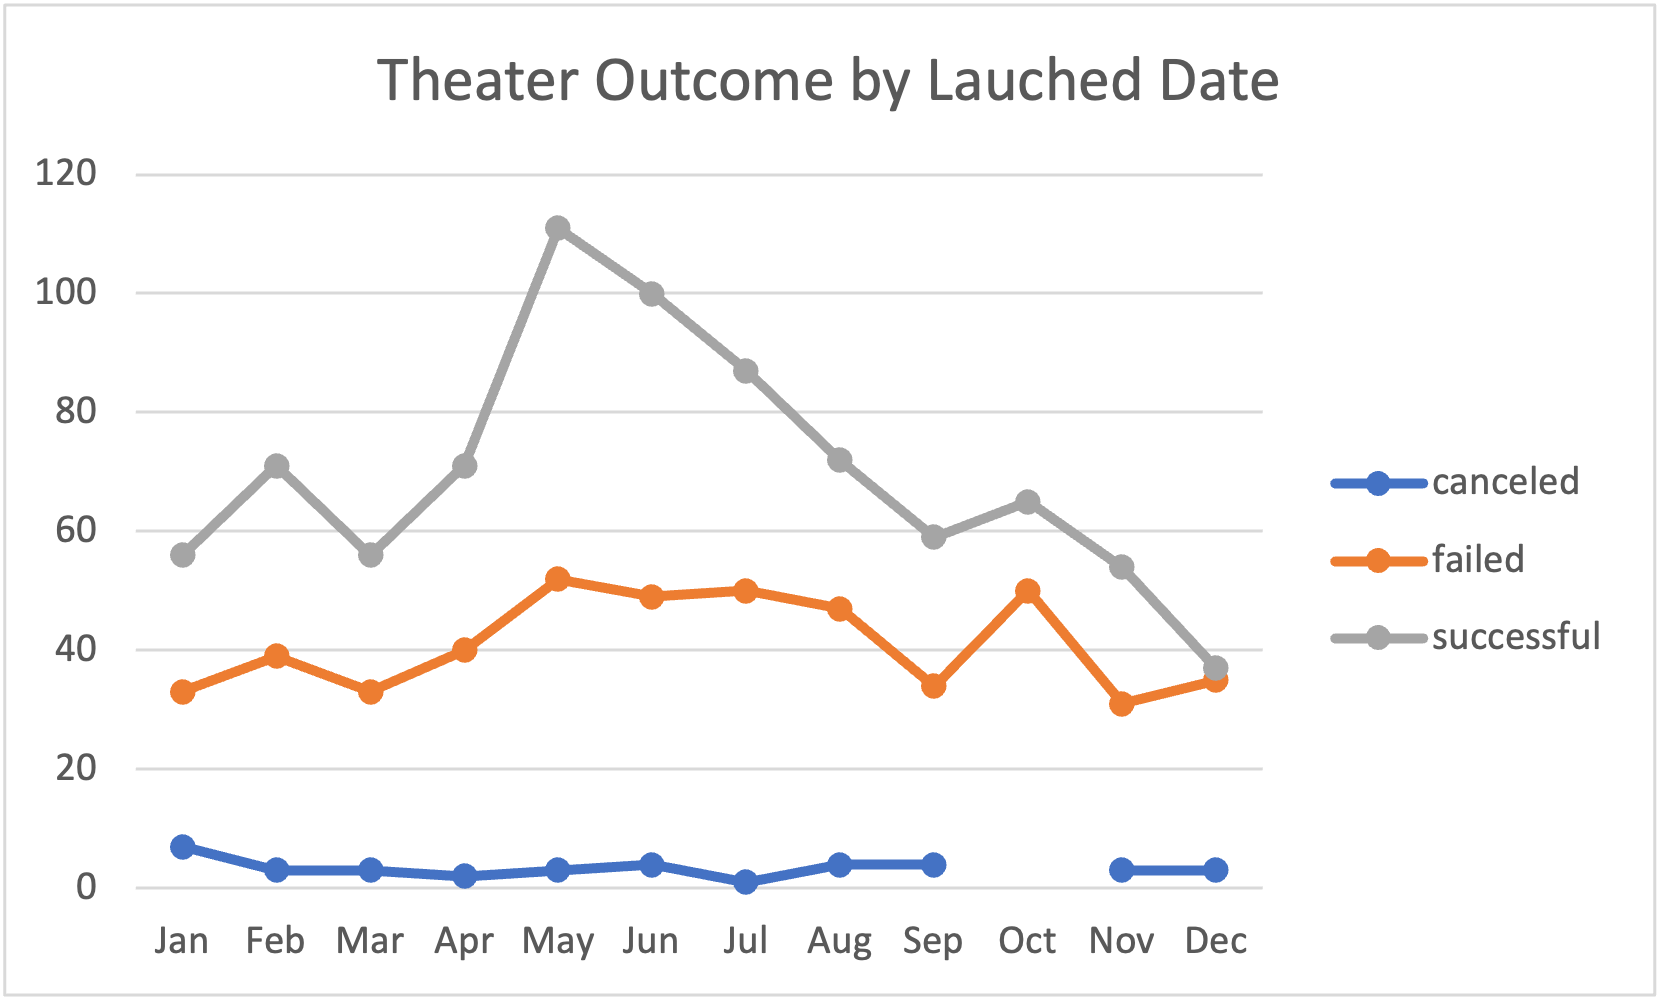 Theater Outcome by Lauched Date
120
100
80
60
40
20
0
Jan Feb Mar Apr May Jun Jul Aug Sep Oct Nov Dec
canceled
failed
successful